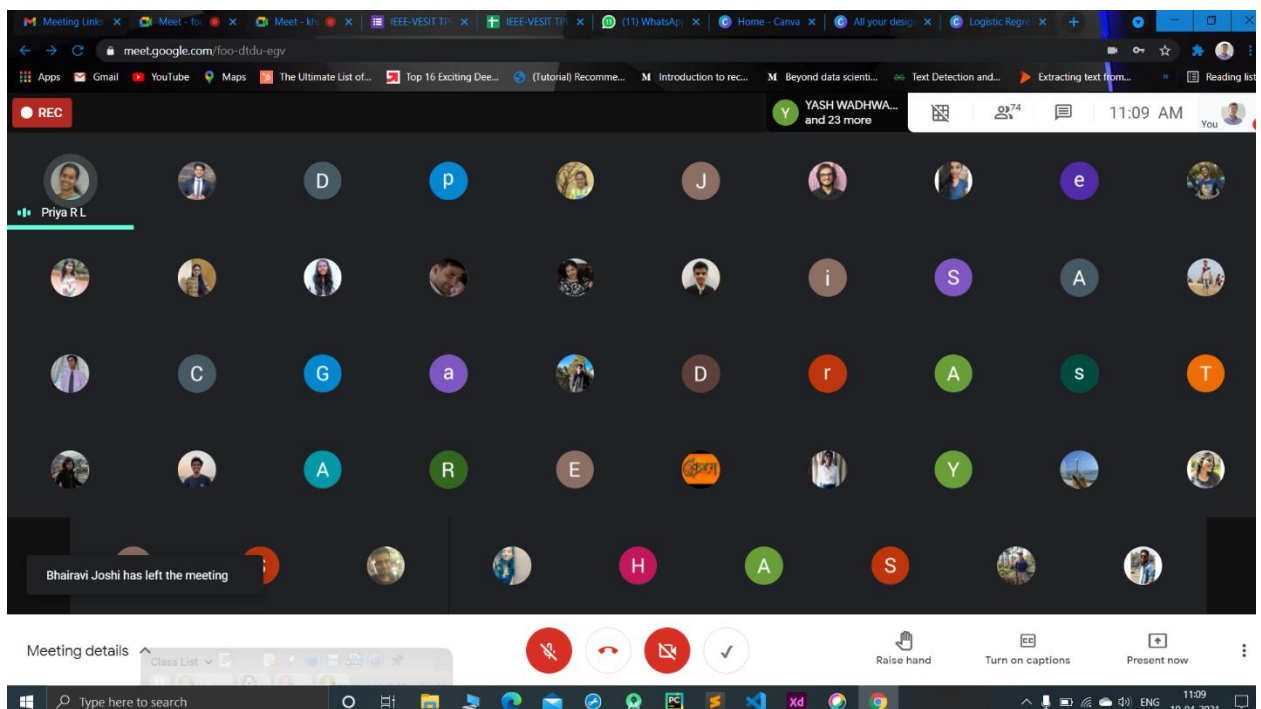 Meeting Links
Meet - foo
Meet - kh
IEEE-VESIT TP
IEEE-VESIT TP
(11) WhatsApp
Home - Canva
All your desig
Logistic Regre
meet.google.com/foo-dtdu-egv
Apps
Gmail
YouTube
Maps
The Ultimate List of...
Top 16 Exciting Dee...
(Tutorial) Recomme...
Introduction to rec...
Beyond data scienti...
Text Detection and...
Extracting text from...
Reading list
REC
Y
YASH WADHWA...
and 23 more
74
11:09 AM
You
D
p
J
e
Priya R L
i
S
A
C
G
a
D
r
A
s
T
A
R
E
Y
S
H
A
S
Bhairavi Joshi has left the meeting
Meeting details
Class List
Raise hand
Turn on captions
Present now
Type here to search
ENG
11:09